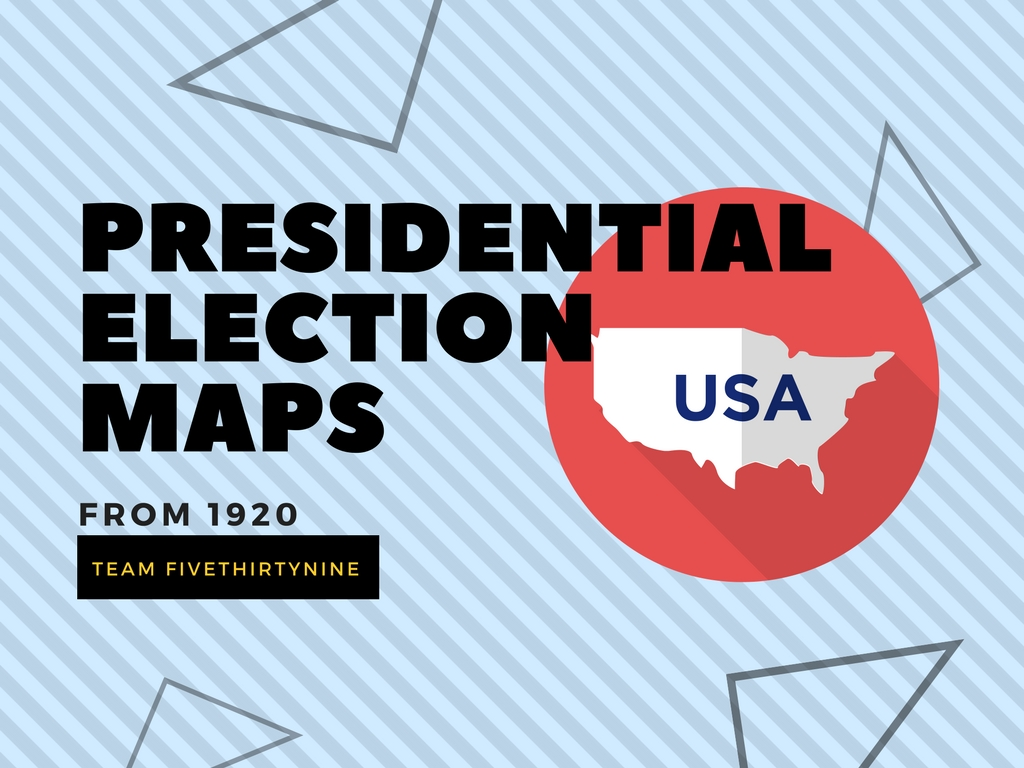 PRESIDENTIAL
ELECTION
MAPS
USA
FROM 1920
TEAM FIVETHIRTYNINE